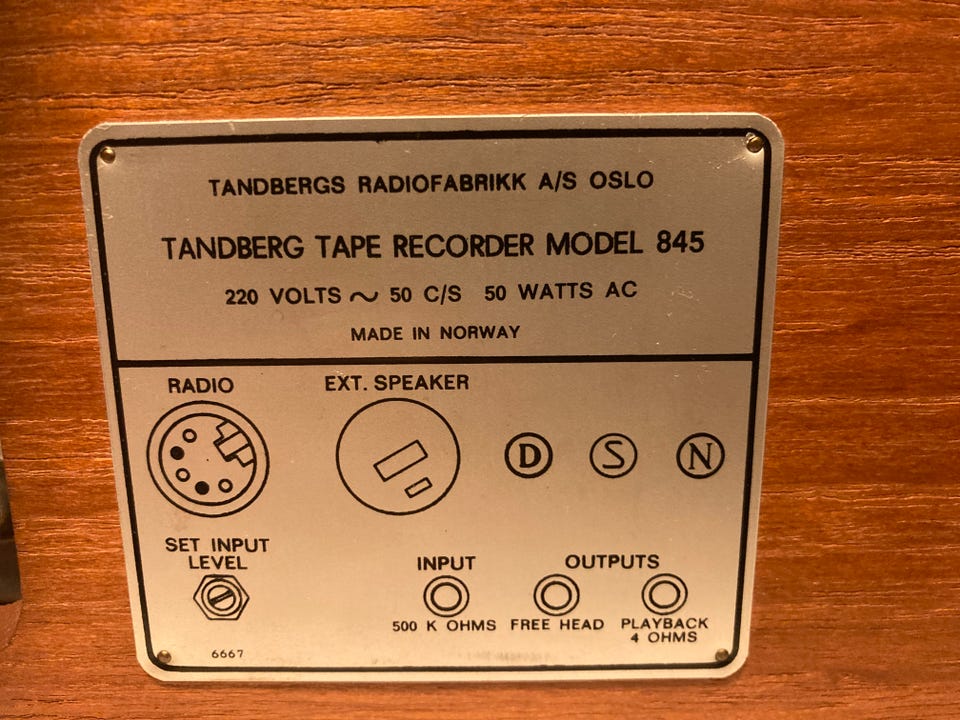 TANDBERGS RADIOFABRIKK A/S OSLO
TANDBERG TAPE RECORDER MODEL 845
220 VOLTS ~ 50 C/S 50 WATTS AC
MADE IN NORWAY
RADIO
EXT. SPEAKER
D S N
SET INPUT
LEVEL
INPUT
500 K OHMS
OUTPUTS
FREE HEAD
PLAYBACK
4 OHMS
6667